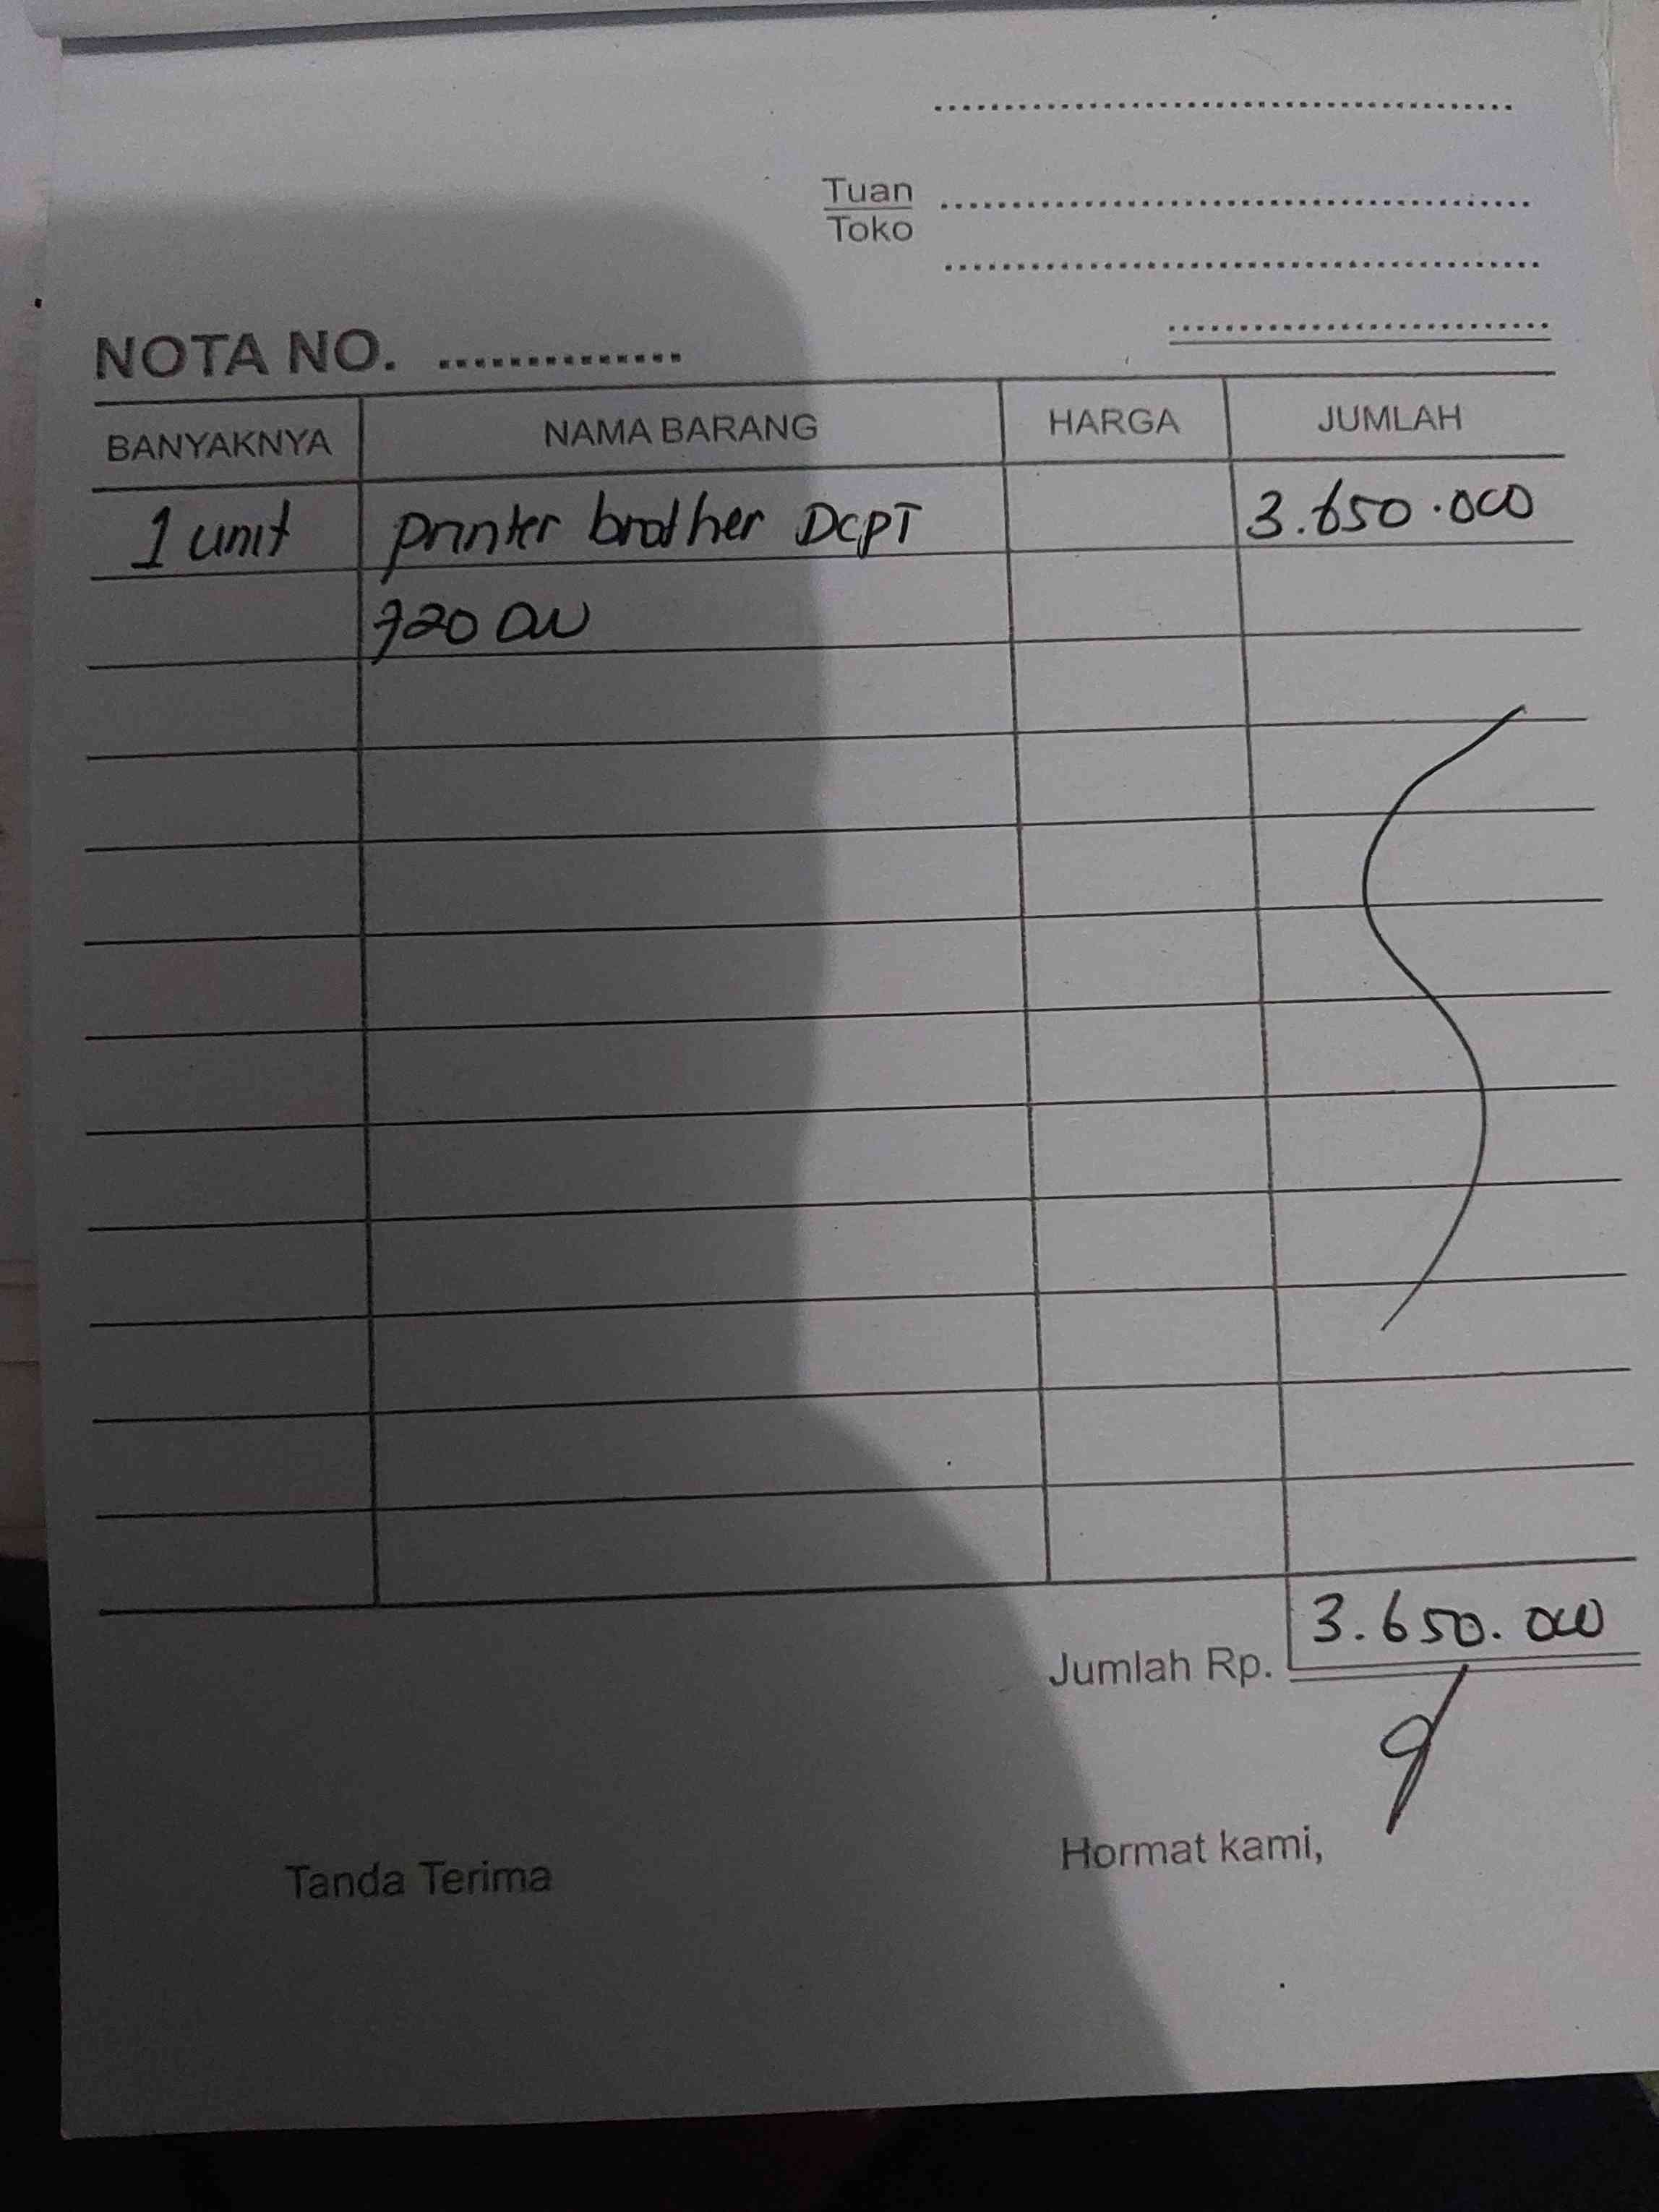 Tuan
Toko
NOTA NO. ..............
BANYAKNYA NAMA BARANG HARGA JUMLAH
1 unit printer brother DCPT 3.650.000
720 DW
Jumlah Rp. 3.650.000
Tanda Terima Hormat kami,